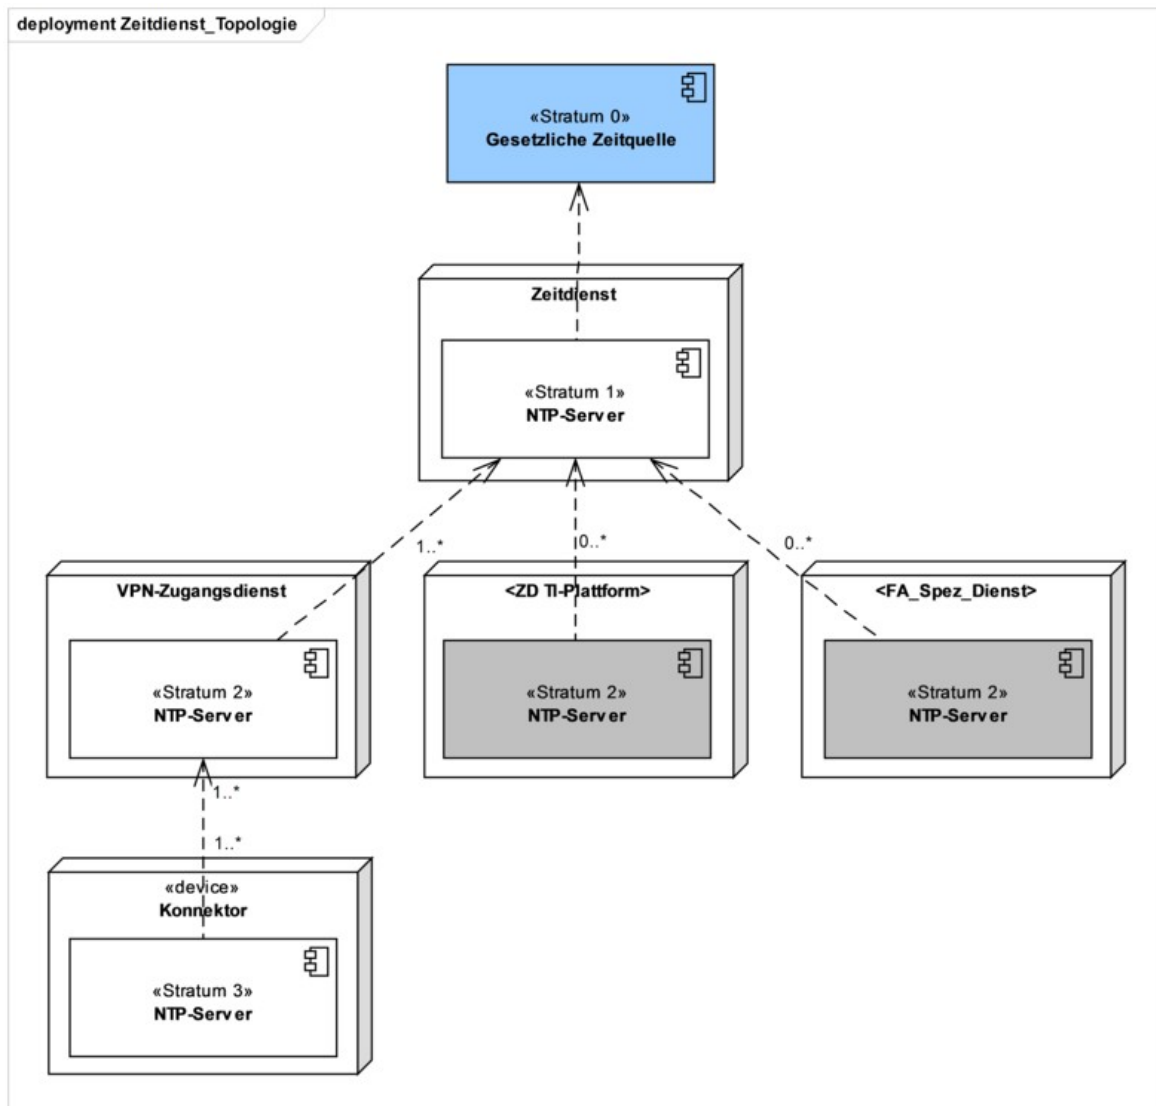 deployment Zeitdienst_Topologie
«Stratum 0»
Gesetzliche Zeitquelle
Zeitdienst
«Stratum 1»
NTP-Server
1..*
0..*
0..*
VPN-Zugangsdienst
<ZD TI-Plattform>
<FA_Spez_Dienst>
«Stratum 2»
NTP-Server
«Stratum 2»
NTP-Server
«Stratum 2»
NTP-Server
1..*
1..*
«device»
Konnektor
«Stratum 3»
NTP-Server